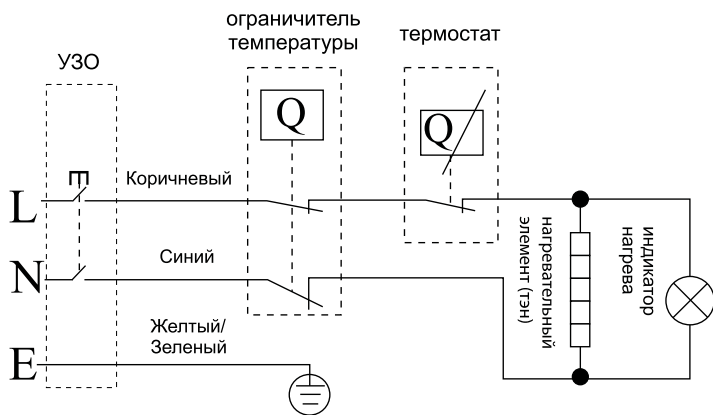 ограничитель
температуры
термостат
УЗО
Q
Q
L
Коричневый
N
Синий
Желтый/
Зеленый
E
нагревательный
элемент (тэн)
индикатор
нагрева